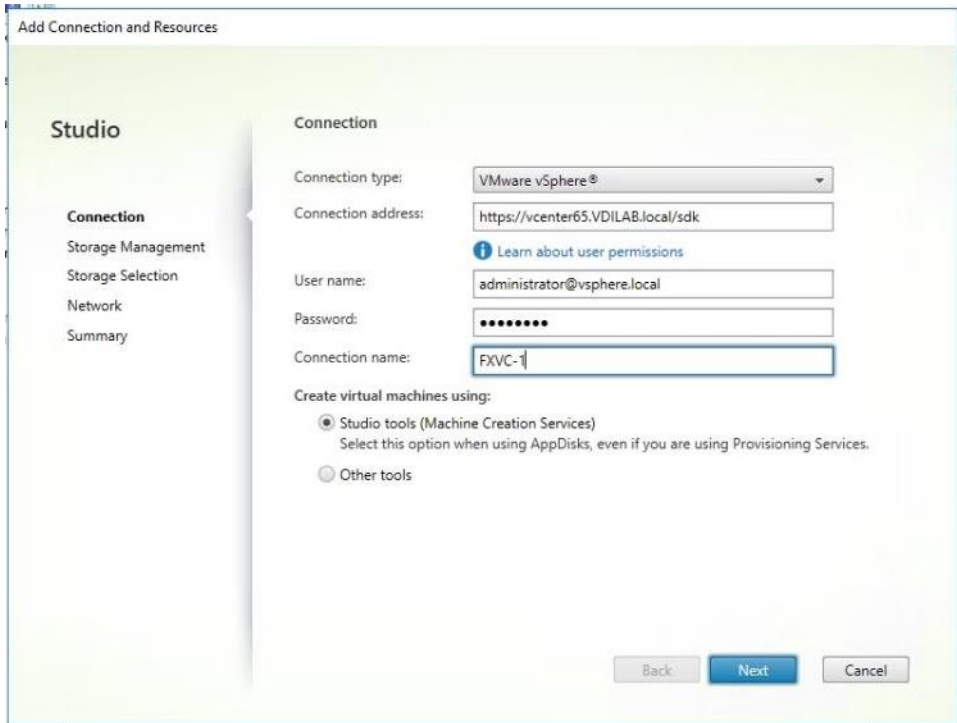 Add Connection and Resources
Studio
Connection
Storage Management
Storage Selection
Network
Summary
Connection
Connection type: VMware vSphere®
Connection address: https://vcenter65.VDILAB.local/sdk
Learn about user permissions
User name: administrator@vsphere.local
Password: ●●●●●●●●
Connection name: FXVC-1
Create virtual machines using:
Studio tools (Machine Creation Services)
Select this option when using AppDisks, even if you are using Provisioning Services.
Other tools
Back Next Cancel